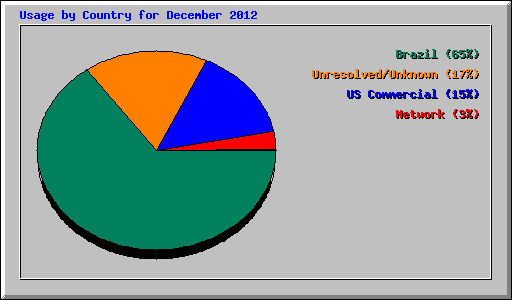 Usage by Country for December 2012
Brazil (65%)
Unresolved/Unknown (17%)
US Commercial (15%)
Network (3%)